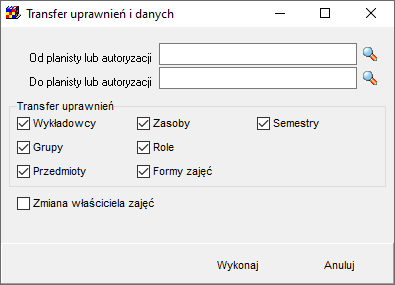 Transfer uprawnień i danych
Od planisty lub autoryzacji
Do planisty lub autoryzacji
Transfer uprawnień
Wykładowcy Zasoby Semestry
Grupy Role
Przedmioty Formy zajęć
Zmiana właściciela zajęć
Wykonaj Anuluj